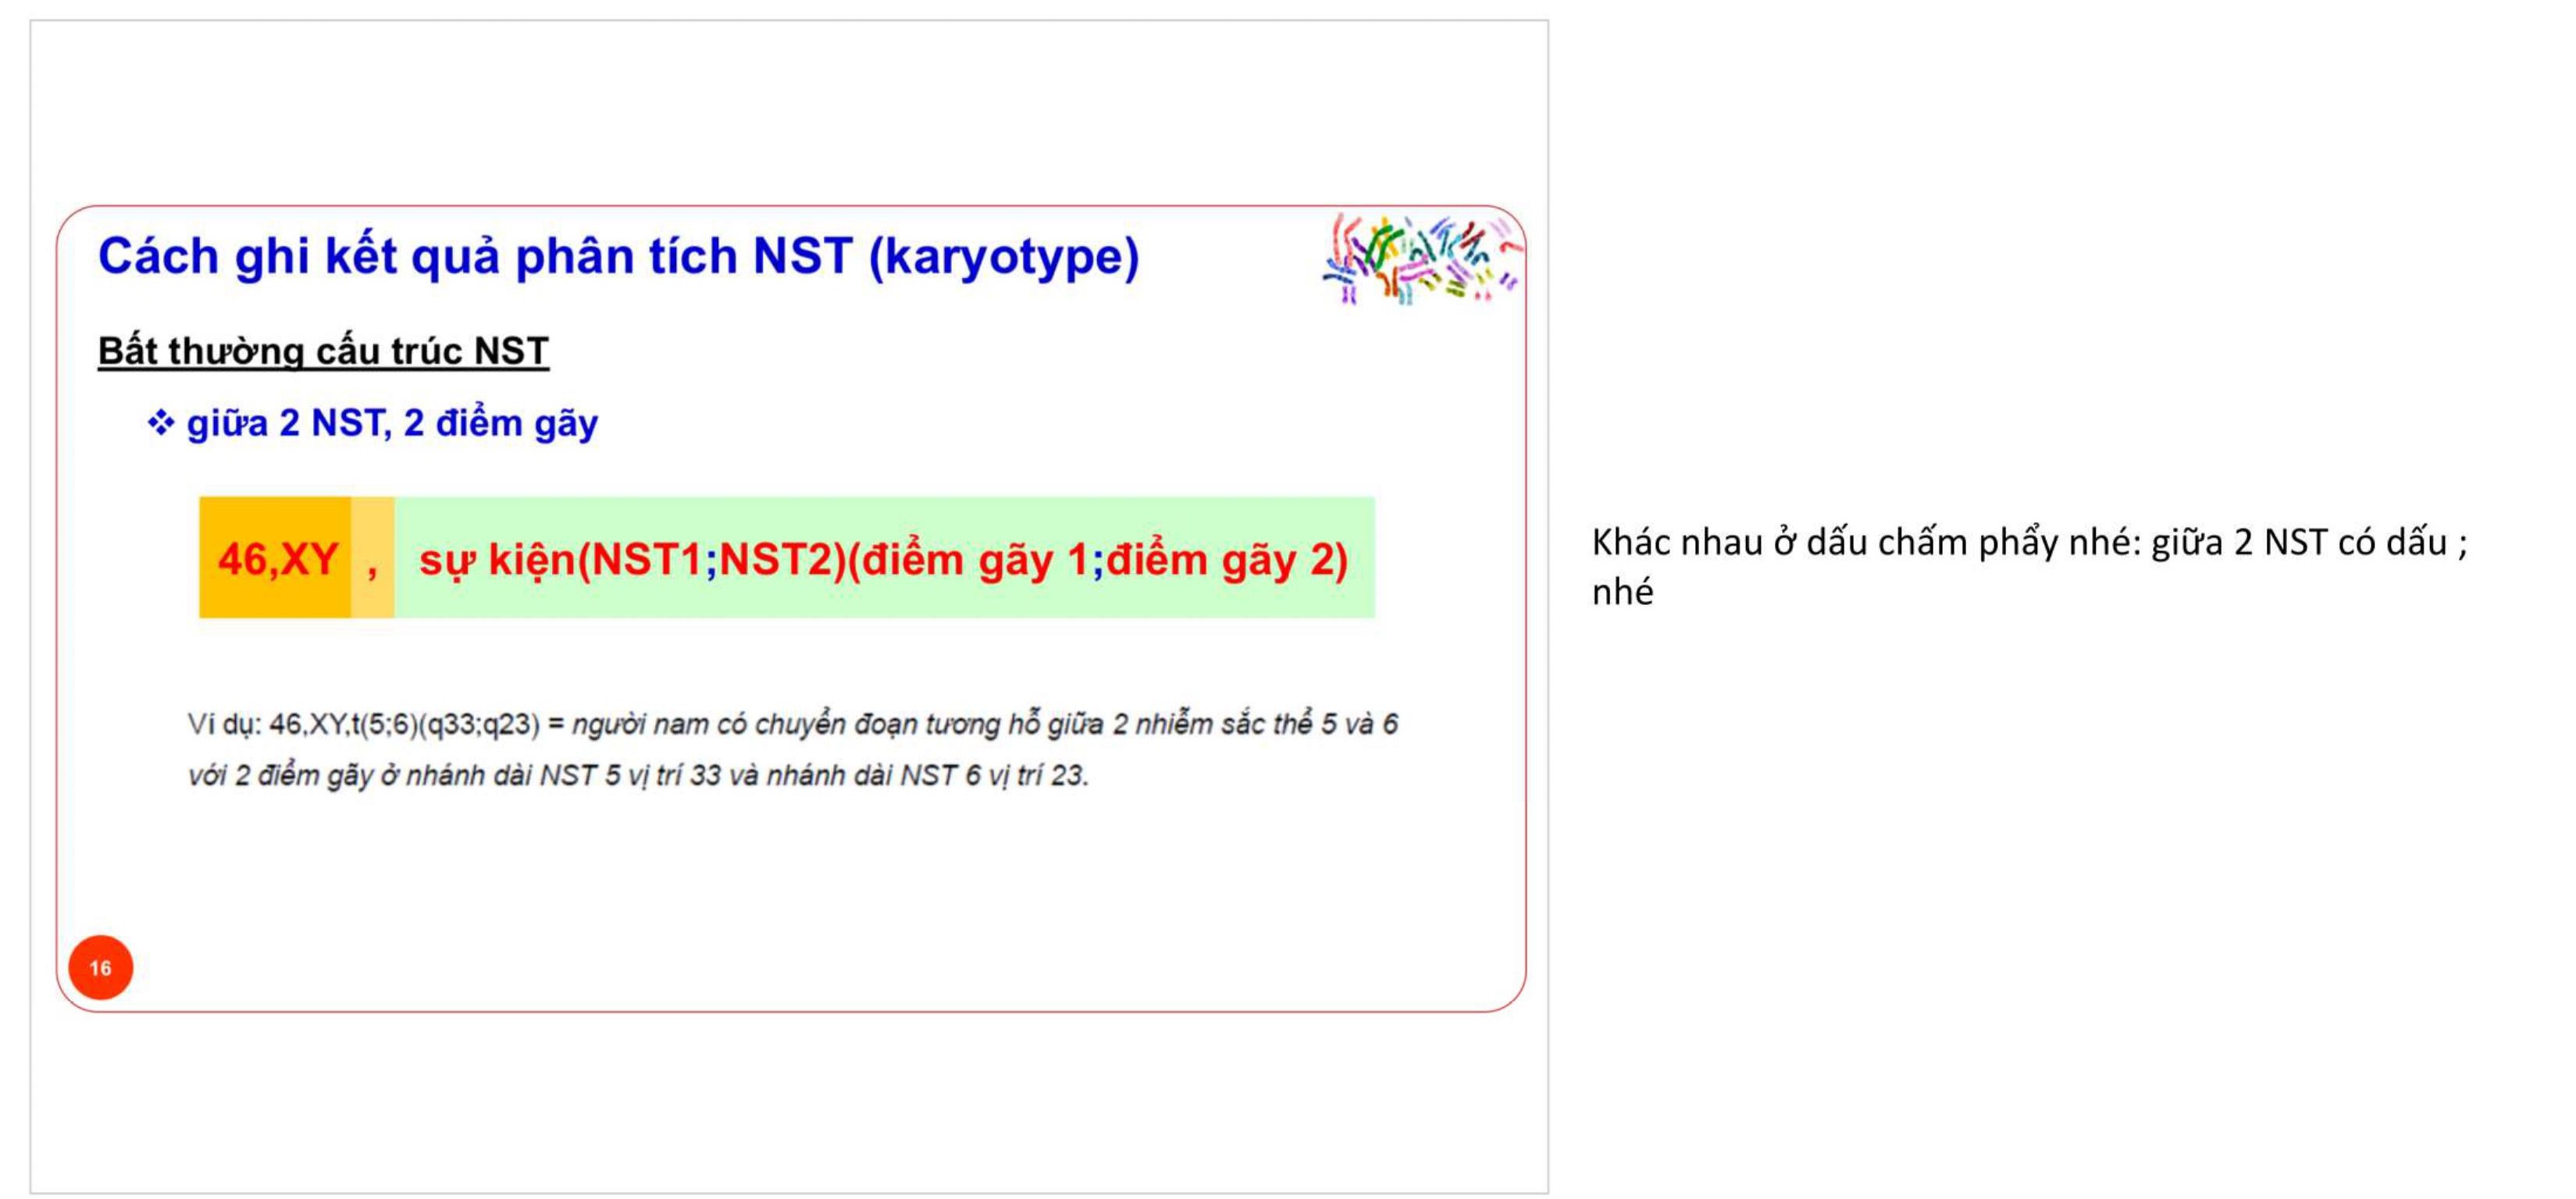 Cách ghi kết quả phân tích NST (karyotype)
Bất thường cấu trúc NST
❖ giữa 2 NST, 2 điểm gãy
46,XY , sự kiện(NST1;NST2)(điểm gãy 1;điểm gãy 2)
Ví dụ: 46,XY,t(5;6)(q33;q23) = người nam có chuyển đoạn tương hỗ giữa 2 nhiễm sắc thể 5 và 6
với 2 điểm gãy ở nhánh dài NST 5 vị trí 33 và nhánh dài NST 6 vị trí 23.
16
Khác nhau ở dấu chấm phẩy nhé: giữa 2 NST có dấu ;
nhé